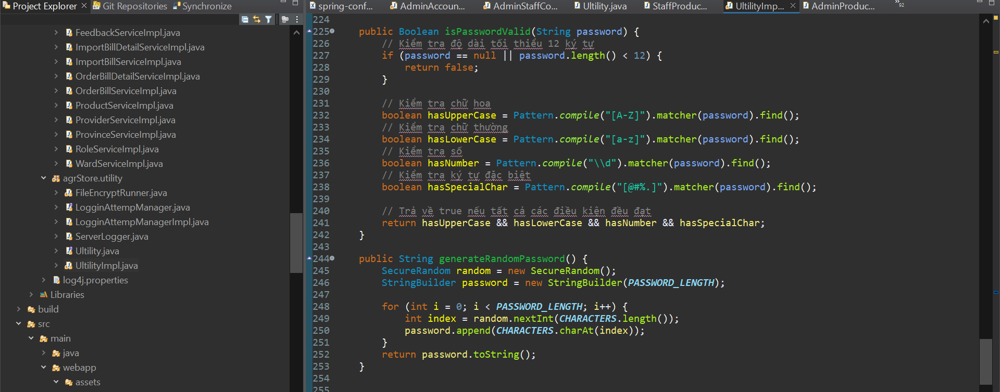 Project Explorer
Git Repositories
Synchronize
FeedbackServiceImpl.java
ImportBillDetailServiceImpl.java
ImportBillServiceImpl.java
OrderBillDetailServiceImpl.java
OrderBillServiceImpl.java
ProductServiceImpl.java
ProviderServiceImpl.java
ProvinceServiceImpl.java
RoleServiceImpl.java
WardServiceImpl.java
agrStore.utility
FileEncryptRunner.java
LogginAttempManager.java
LogginAttempManagerImpl.java
ServerLogger.java
Ultility.java
UltilityImpl.java
log4j.properties
Libraries
build
src
main
java
webapp
assets
spring-conf...
AdminAccoun...
AdminStaffCo...
Ultility.java
StaffProduc...
UltilityImp...
AdminProduc...
»92
224
225 public Boolean isPasswordValid(String password) {
226 // Kiểm tra độ dài tối thiểu 12 ký tự
227 if (password == null || password.length() < 12) {
228 return false;
229 }
230
231 // Kiểm tra chữ hoa
232 boolean hasUpperCase = Pattern.compile("[A-Z]").matcher(password).find();
233 // Kiểm tra chữ thường
234 boolean hasLowerCase = Pattern.compile("[a-z]").matcher(password).find();
235 // Kiểm tra số
236 boolean hasNumber = Pattern.compile("\\d").matcher(password).find();
237 // Kiểm tra ký tự đặc biệt
238 boolean hasSpecialChar = Pattern.compile("[@#%.]").matcher(password).find();
239
240 // Trả về true nếu tất cả các điều kiện đều đạt
241 return hasUpperCase && hasLowerCase && hasNumber && hasSpecialChar;
242 }
243
244 public String generateRandomPassword() {
245 SecureRandom random = new SecureRandom();
246 StringBuilder password = new StringBuilder(PASSWORD_LENGTH);
247
248 for (int i = 0; i < PASSWORD_LENGTH; i++) {
249 int index = random.nextInt(CHARACTERS.length());
250 password.append(CHARACTERS.charAt(index));
251 }
252 return password.toString();
253 }
254
255